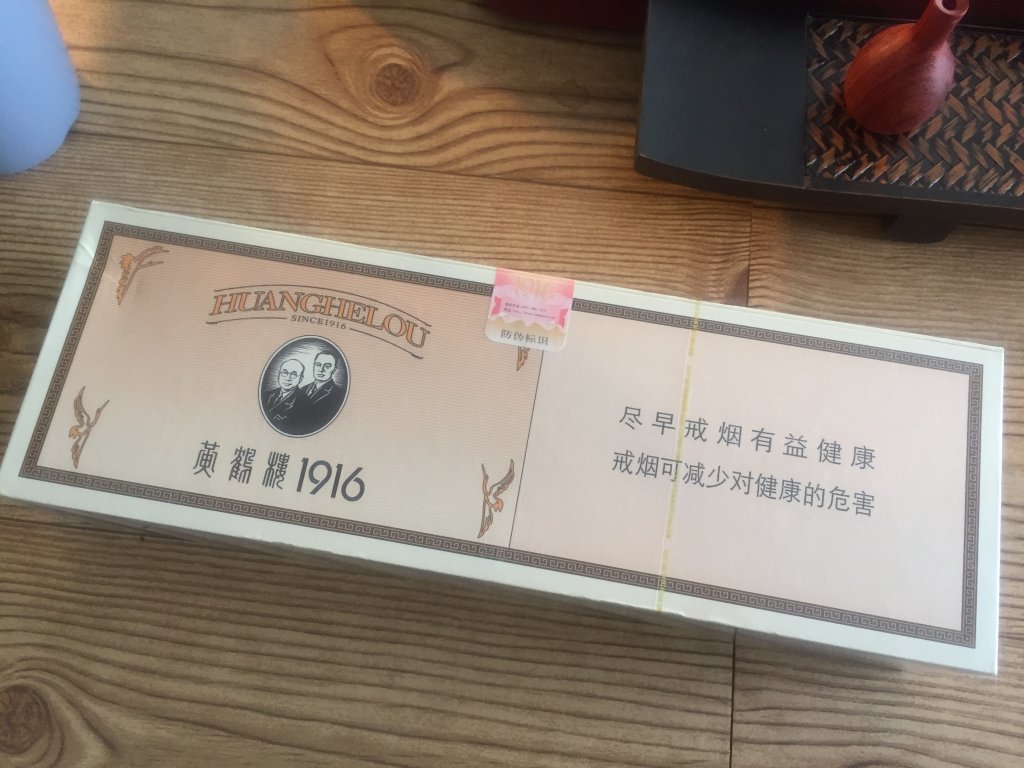 HUANGHELOU
SINCE1916
黄鹤楼1916
1916
防伪标识
尽早戒烟有益健康
戒烟可减少对健康的危害